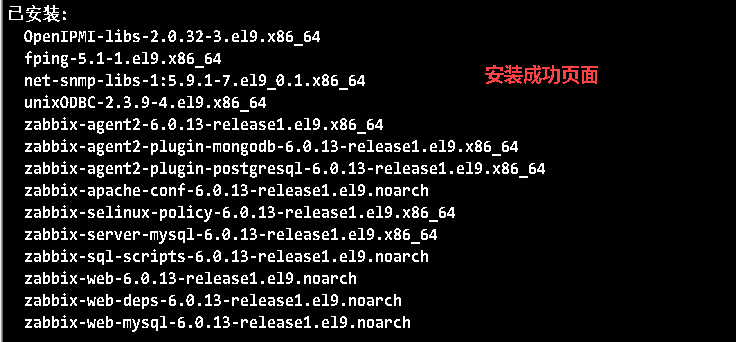 已安装:
OpenIPMI-libs-2.0.32-3.el9.x86_64
fping-5.1-1.el9.x86_64
net-snmp-libs-1:5.9.1-7.el9_0.1.x86_64
安装成功页面
unixODBC-2.3.9-4.el9.x86_64
zabbix-agent2-6.0.13-release1.el9.x86_64
zabbix-agent2-plugin-mongodb-6.0.13-release1.el9.x86_64
zabbix-agent2-plugin-postgresql-6.0.13-release1.el9.x86_64
zabbix-apache-conf-6.0.13-release1.el9.noarch
zabbix-selinux-policy-6.0.13-release1.el9.x86_64
zabbix-server-mysql-6.0.13-release1.el9.x86_64
zabbix-sql-scripts-6.0.13-release1.el9.noarch
zabbix-web-6.0.13-release1.el9.noarch
zabbix-web-deps-6.0.13-release1.el9.noarch
zabbix-web-mysql-6.0.13-release1.el9.noarch